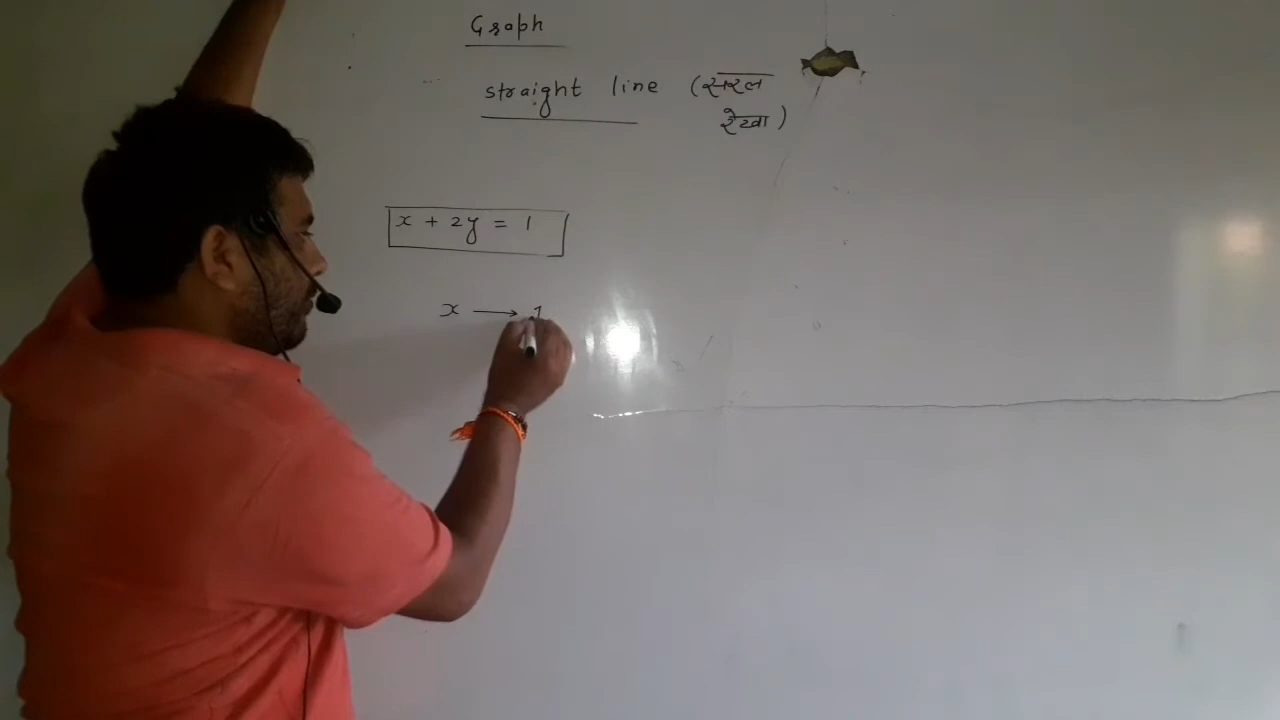 Graph
straight line (सरल
रेखा)
x + 2y = 1
x → 1